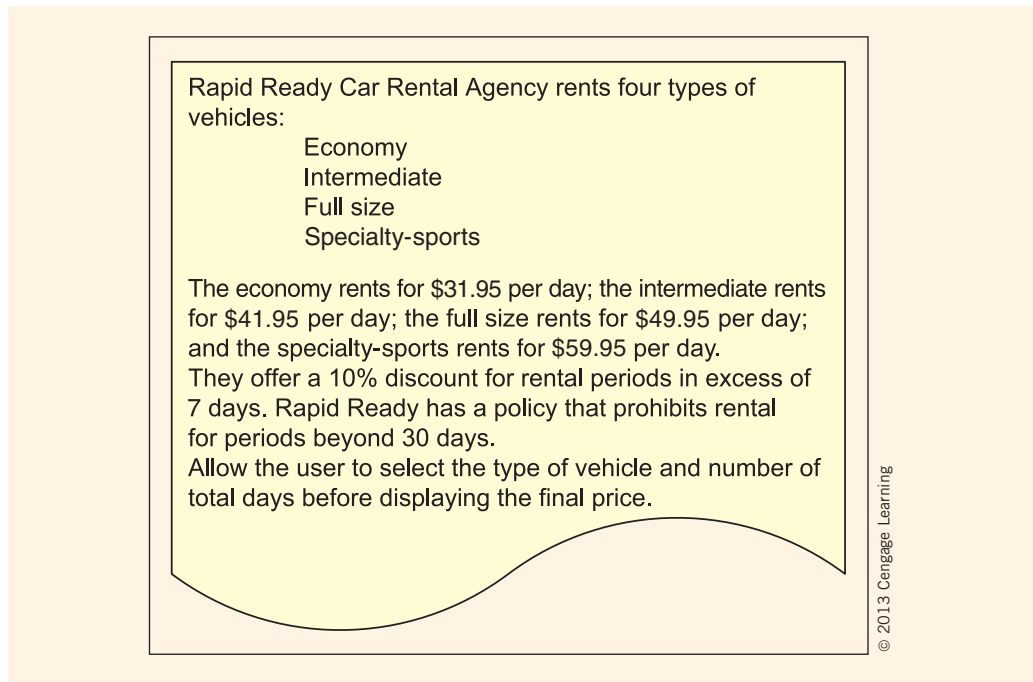 Rapid Ready Car Rental Agency rents four types of
vehicles:
Economy
Intermediate
Full size
Specialty-sports
The economy rents for $31.95 per day; the intermediate rents
for $41.95 per day; the full size rents for $49.95 per day;
and the specialty-sports rents for $59.95 per day.
They offer a 10% discount for rental periods in excess of
7 days. Rapid Ready has a policy that prohibits rental
for periods beyond 30 days.
Allow the user to select the type of vehicle and number of
total days before displaying the final price.
© 2013 Cengage Learning